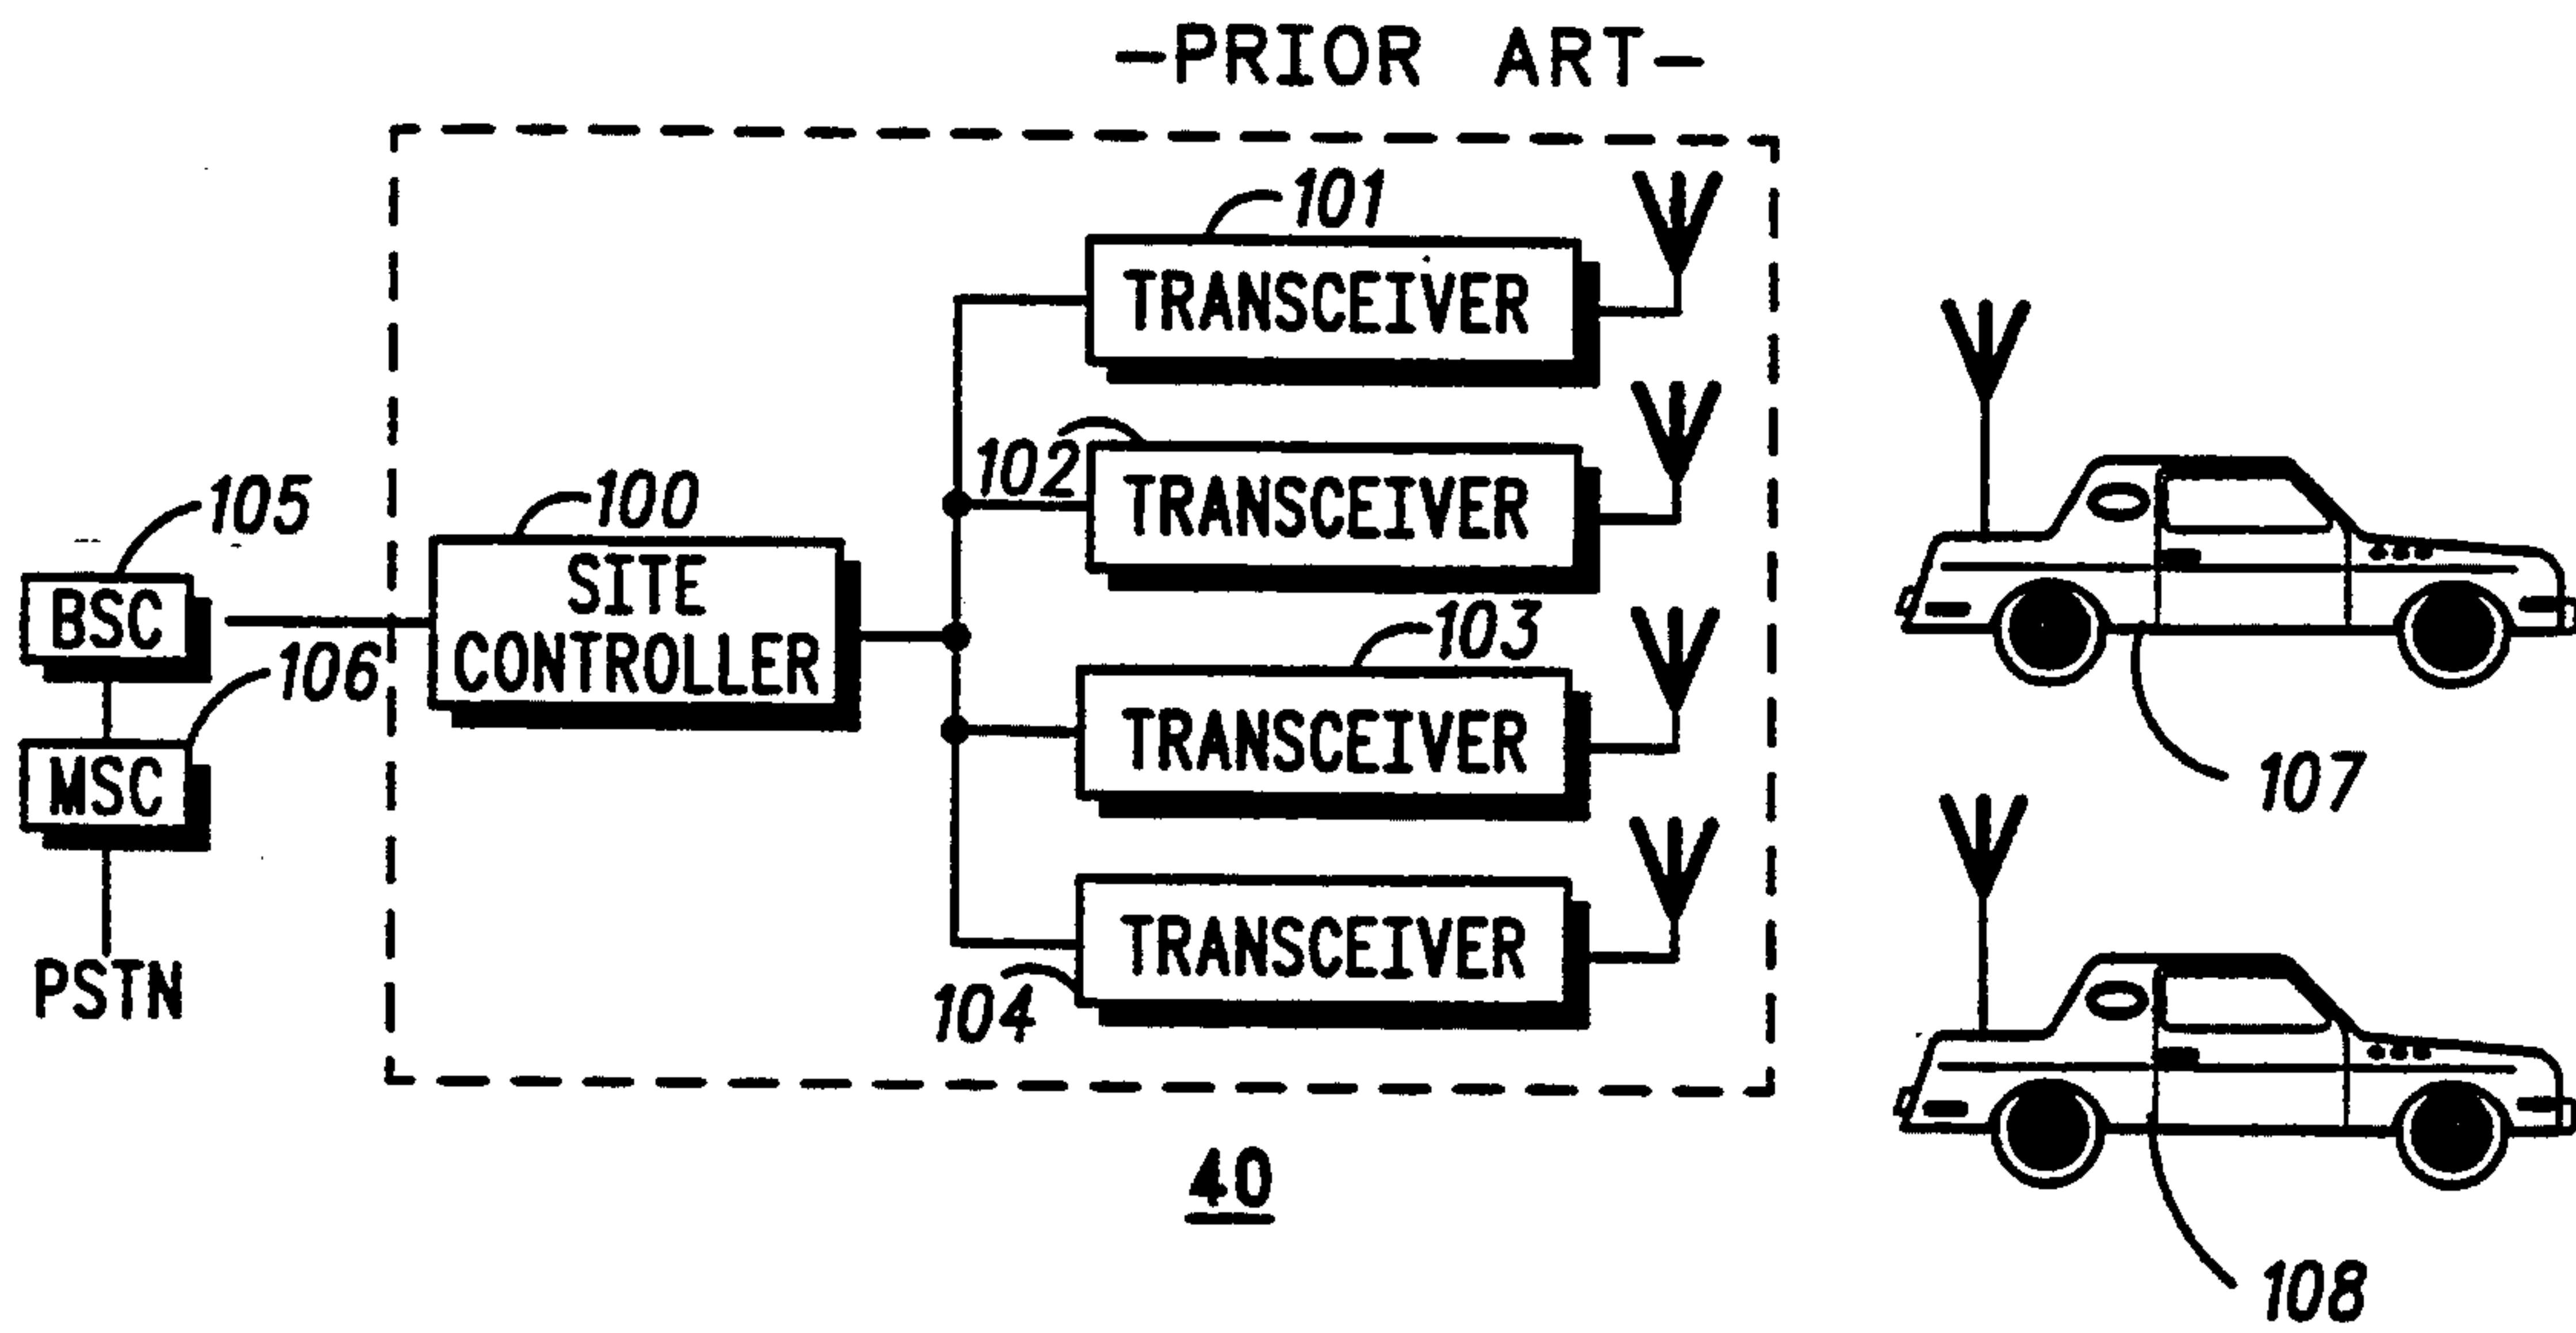 -PRIOR ART-
101
TRANSCEIVER
102
TRANSCEIVER
105
100
BSC
SITE
CONTROLLER
106
103
TRANSCEIVER
MSC
107
PSTN
104
TRANSCEIVER
40
108